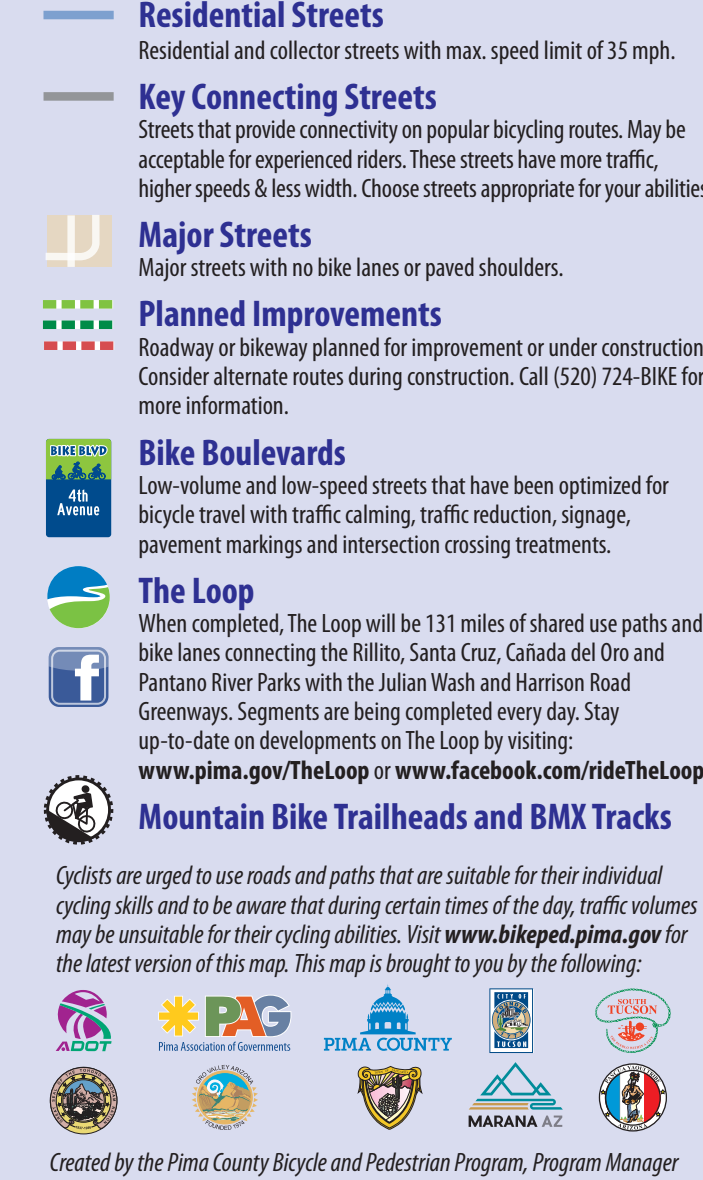 Residential Streets
Residential and collector streets with max. speed limit of 35 mph.
Key Connecting Streets
Streets that provide connectivity on popular bicycling routes. May be
acceptable for experienced riders. These streets have more traffic,
higher speeds & less width. Choose streets appropriate for your abilities
Major Streets
Major streets with no bike lanes or paved shoulders.
Planned Improvements
Roadway or bikeway planned for improvement or under construction
Consider alternate routes during construction. Call (520) 724-BIKE for
more information.
BIKE BLVD
4th
Avenue
Bike Boulevards
Low-volume and low-speed streets that have been optimized for
bicycle travel with traffic calming, traffic reduction, signage,
pavement markings and intersection crossing treatments.
The Loop
When completed, The Loop will be 131 miles of shared use paths and
bike lanes connecting the Rillito, Santa Cruz, Cañada del Oro and
Pantano River Parks with the Julian Wash and Harrison Road
Greenways. Segments are being completed every day. Stay
up-to-date on developments on The Loop by visiting:
www.pima.gov/TheLoop or www.facebook.com/rideTheLoop
f
Mountain Bike Trailheads and BMX Tracks
Cyclists are urged to use roads and paths that are suitable for their individual
cycling skills and to be aware that during certain times of the day, traffic volumes
may be unsuitable for their cycling abilities. Visit www.bikeped.pima.gov for
the latest version of this map. This map is brought to you by the following:
ADOT
PAG
Pima Association of Governments
PIMA COUNTY
CITY OF
TUCSON
SOUTH
TUCSON
ORO VALLEY ARIZONA
FOUNDED 1974
MARANA AZ
PASCUA YAQUI TRIBE
ARIZONA
Created by the Pima County Bicycle and Pedestrian Program, Program Manager